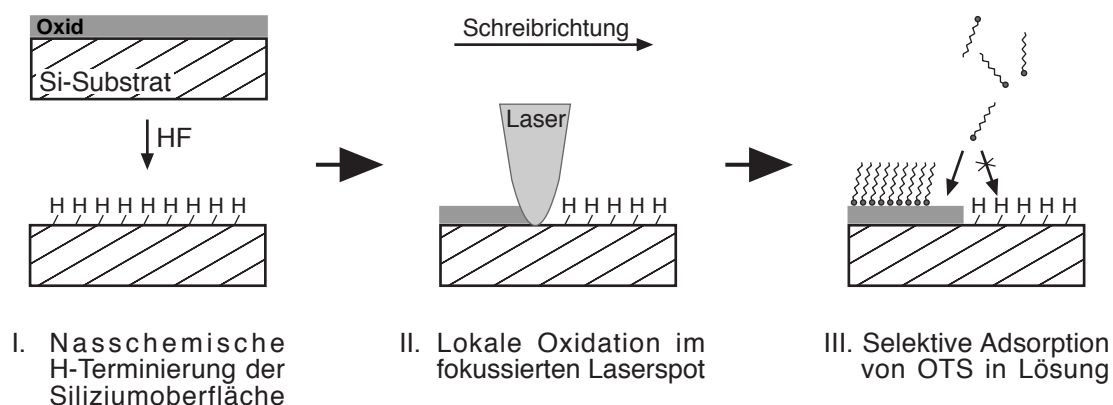 Oxid
Si-Substrat
HF
H H H H H H H H
I. Nasschemische
H-Terminierung der
Siliziumoberfläche
Schreibrichtung
Laser
H H H H H
II. Lokale Oxidation im
fokussierten Laserspot
H H H H H
III. Selektive Adsorption
von OTS in Lösung